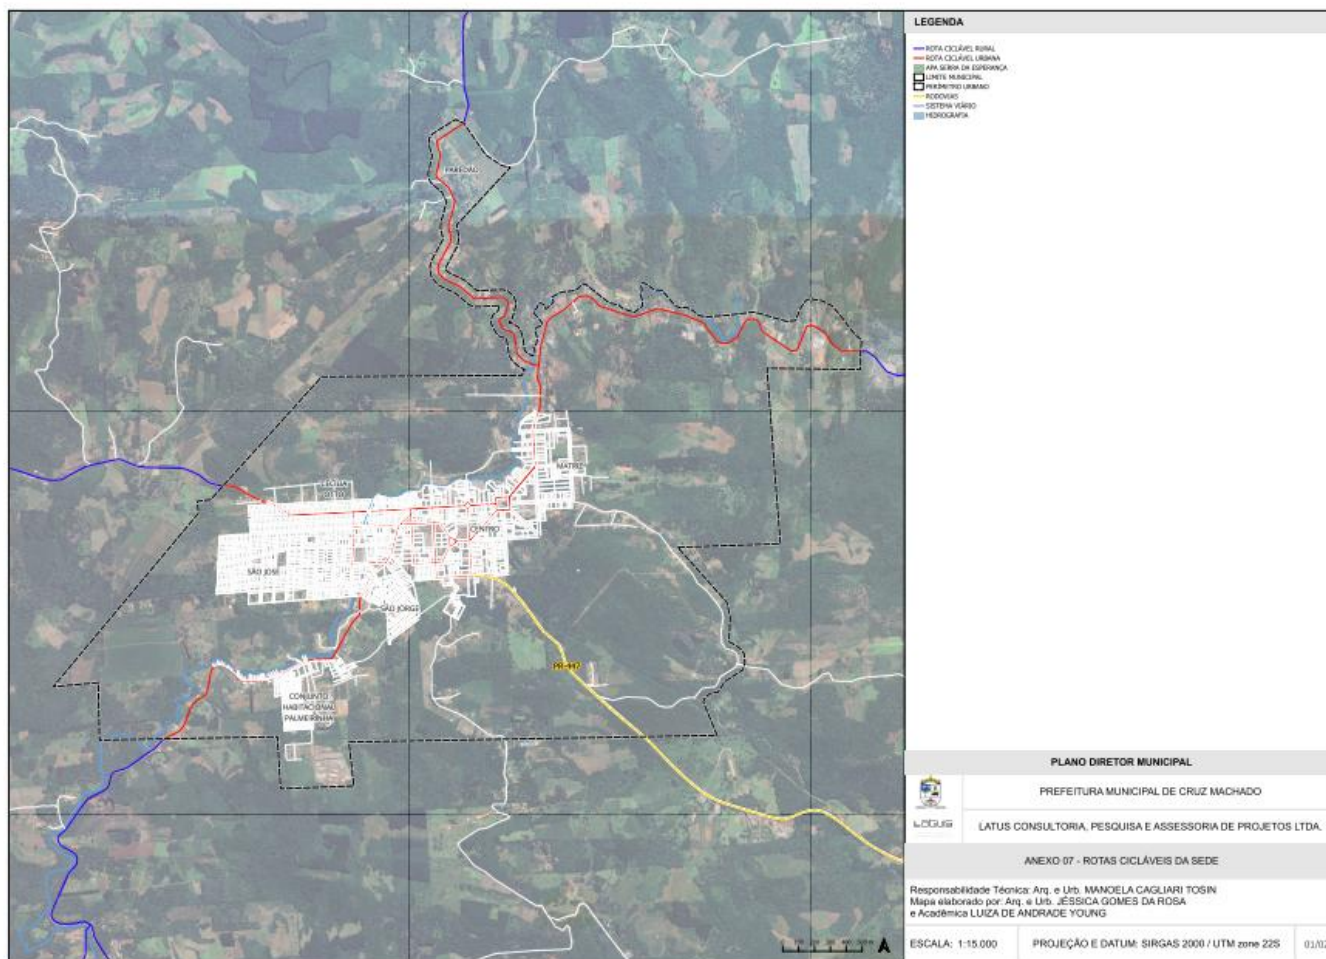 LEGENDA
ROTA CICLÁVEL RURAL
ROTA CICLÁVEL URBANA
APA SERRA DA ESPERANÇA
LIMITE MUNICIPAL
PERÍMETRO URBANO
RODOVIAS
SISTEMA VIÁRIO
HIDROGRAFIA
PAREDÃO
MATRIZ
CENTRO
SÃO JOSÉ
SÃO JORGE
PR-447
CONJUNTO
HABITACIONAL
PALMEIRINHA
PLANO DIRETOR MUNICIPAL
PREFEITURA MUNICIPAL DE CRUZ MACHADO
LATUS
LATUS CONSULTORIA, PESQUISA E ASSESSORIA DE PROJETOS LTDA.
ANEXO 07 - ROTAS CICLÁVEIS DA SEDE
Responsabilidade Técnica: Arq. e Urb. MANOELA CAGLIARI TOSIN
Mapa elaborado por: Arq. e Urb. JÉSSICA GOMES DA ROSA
e Acadêmica LUIZA DE ANDRADE YOUNG
ESCALA: 1:15.000
PROJEÇÃO E DATUM: SIRGAS 2000 / UTM zone 22S
01/02